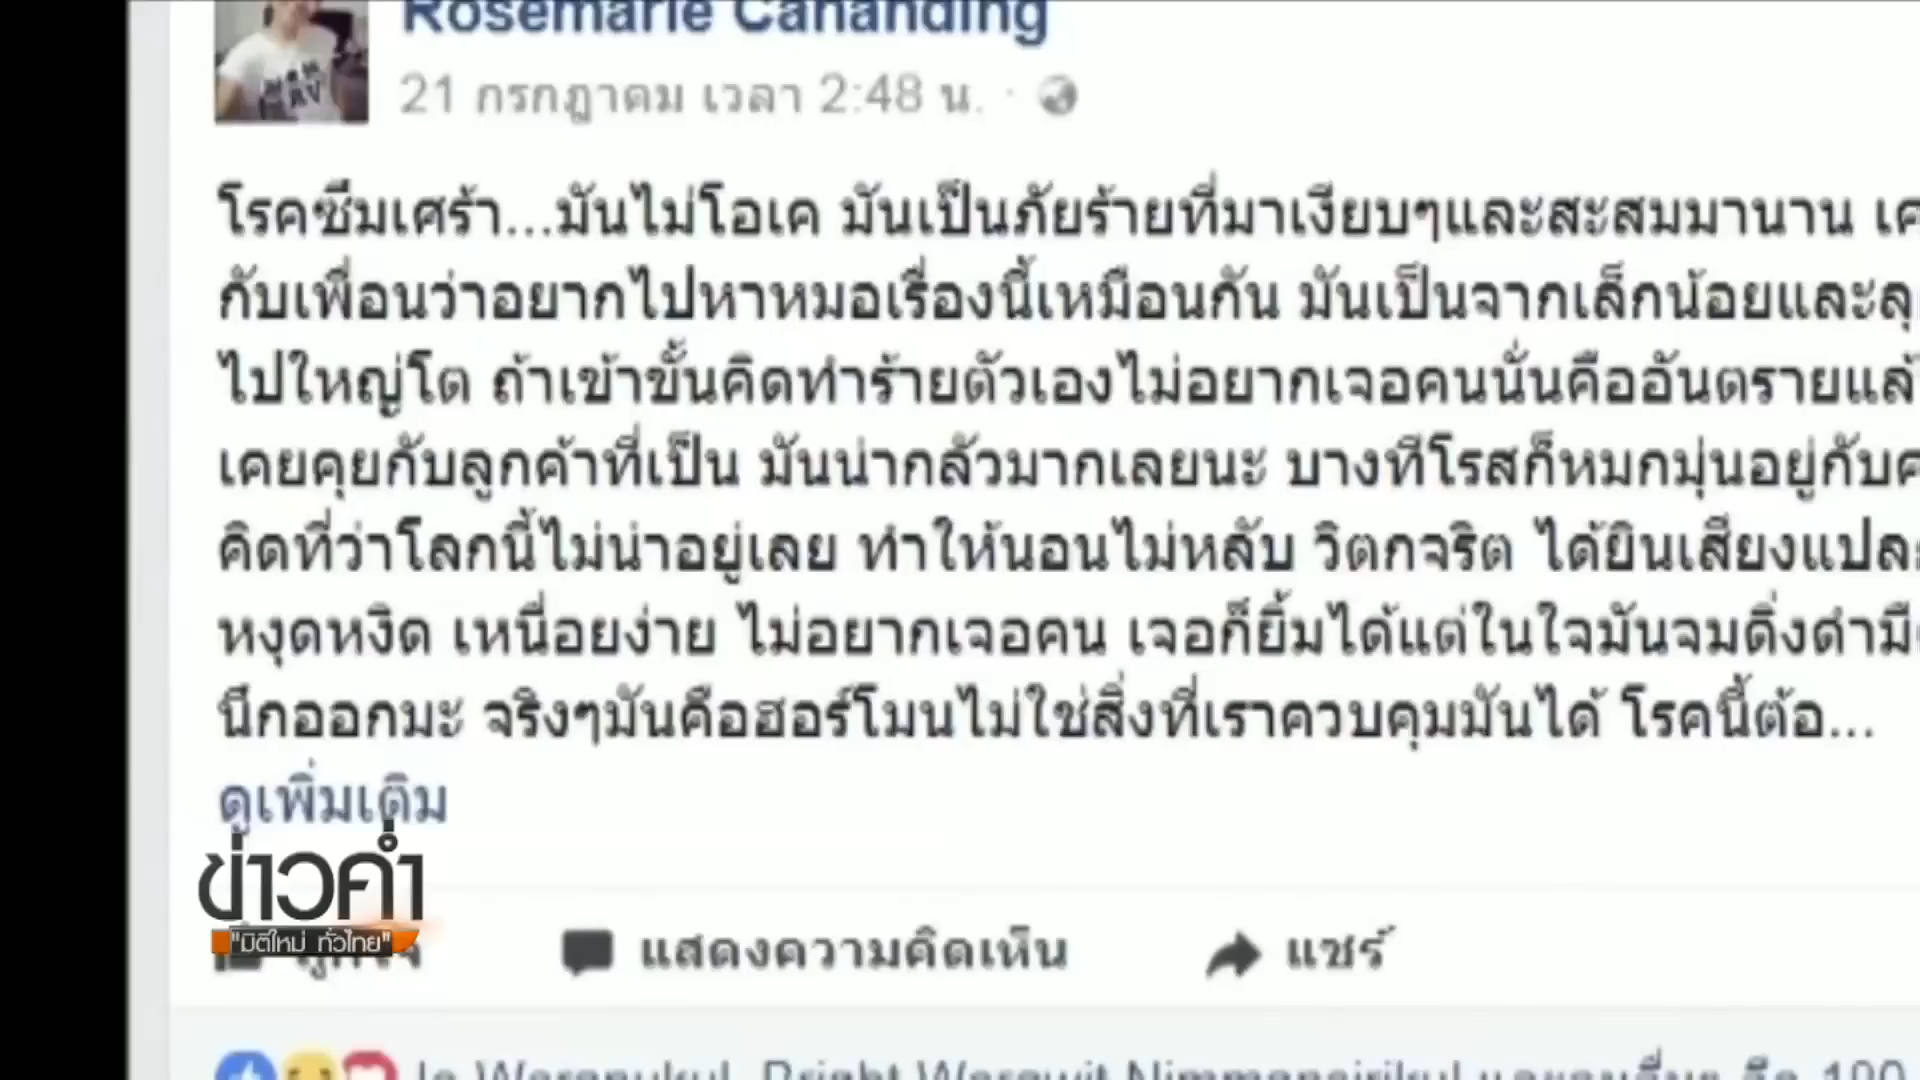 Rosemarie Cananding
21 กรกฎาคม เวลา 2:48 น. ·
โรคซึมเศร้า...มันไม่โอเค มันเป็นภัยร้ายที่มาเงียบๆและสะสมมานาน
กับเพื่อนว่าอยากไปหาหมอเรื่องนี้เหมือนกัน มันเป็นจากเล็กน้อยและลุ
ไปใหญ่โต ถ้าเข้าขั้นคิดทำร้ายตัวเองไม่อยากเจอคนนั่นคืออันตรายแล้
เคยคุยกับลูกค้าที่เป็น มันน่ากลัวมากเลยนะ บางทีโรสก็หมกมุ่นอยู่กับค
คิดที่ว่าโลกนี้ไม่น่าอยู่เลย ทำให้นอนไม่หลับ วิตกจริต ได้ยินเสียงแปล
หงุดหงิด เหนื่อยง่าย ไม่อยากเจอคน เจอก็ยิ้มได้แต่ในใจมันจมดิ่งดำมื
นึกออกมะ จริงๆมันคือฮอร์โมนไม่ใช่สิ่งที่เราควบคุมมันได้ โรคนี้ต้อ...
ดูเพิ่มเติม
ข่าวค่ำ
"มิติใหม่ ทั่วไทย"
แสดงความคิดเห็น แชร์